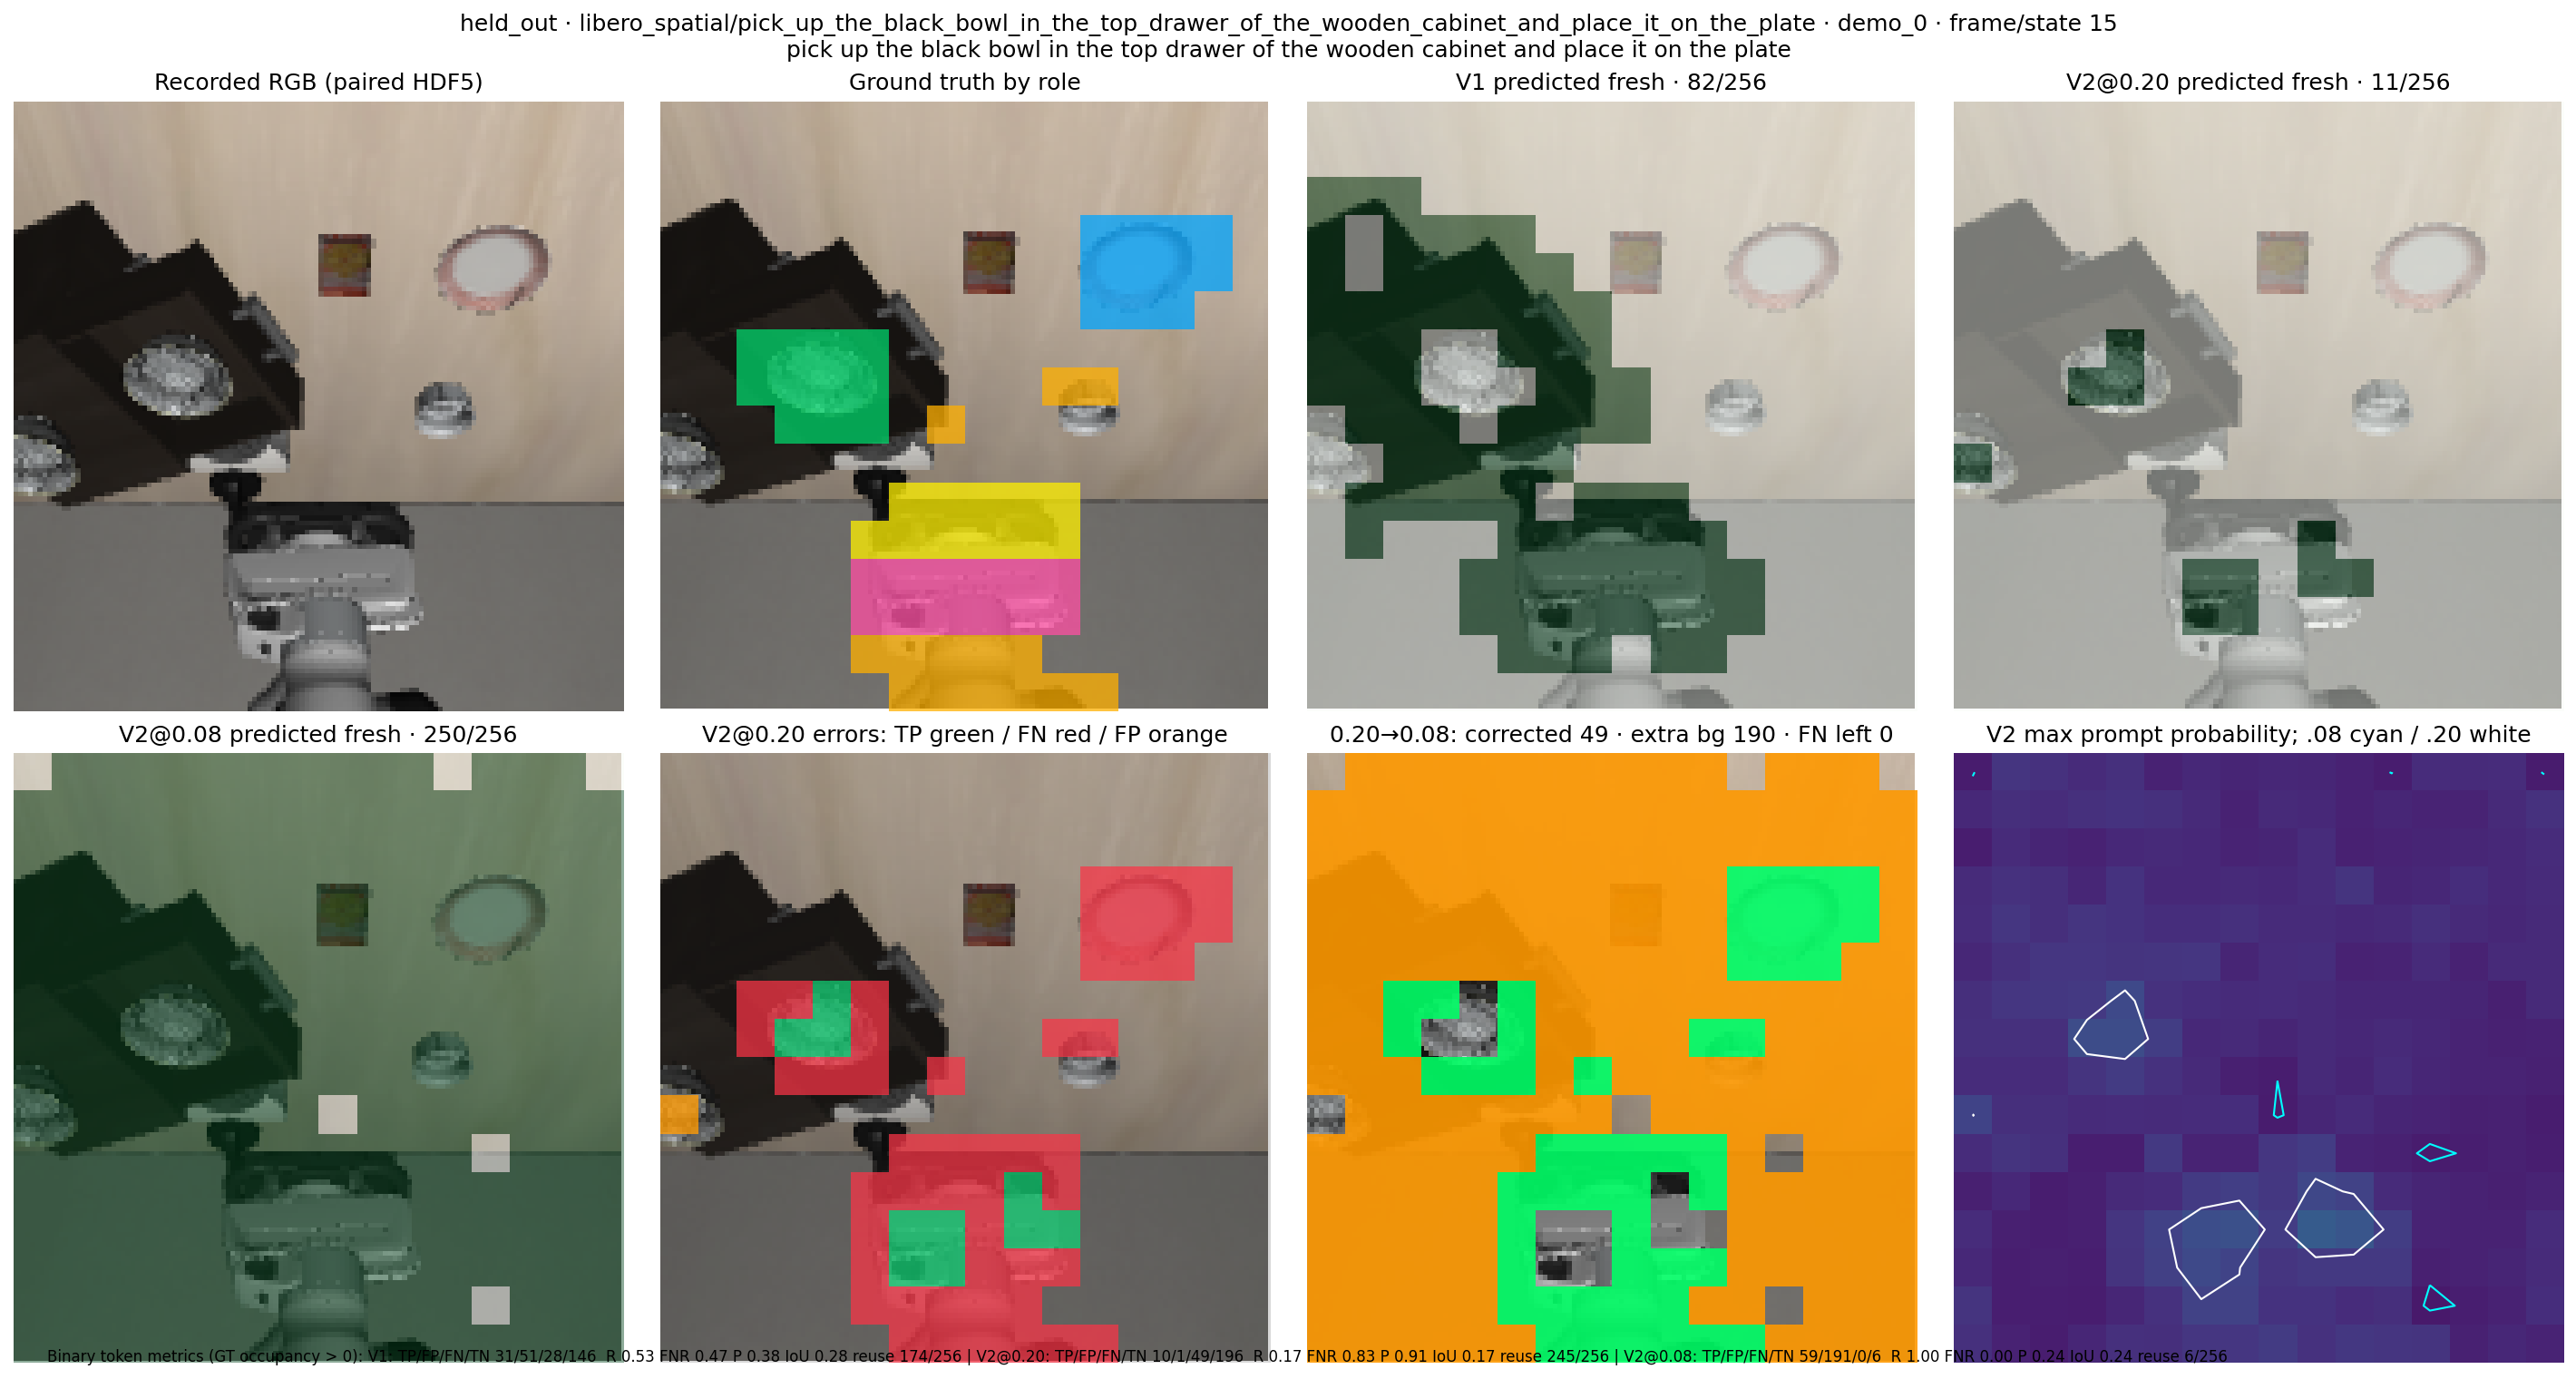 held_out · libero_spatial/pick_up_the_black_bowl_in_the_top_drawer_of_the_wooden_cabinet_and_place_it_on_the_plate · demo_0 · frame/state 15
pick up the black bowl in the top drawer of the wooden cabinet and place it on the plate
Recorded RGB (paired HDF5)
Ground truth by role
V1 predicted fresh · 82/256
V2@0.20 predicted fresh · 11/256
V2@0.08 predicted fresh · 250/256
V2@0.20 errors: TP green / FN red / FP orange
0.20→0.08: corrected 49 · extra bg 190 · FN left 0
V2 max prompt probability; .08 cyan / .20 white
Binary token metrics (GT occupancy > 0): V1: TP/FP/FN/TN 31/51/28/146 R 0.53 FNR 0.47 P 0.38 IoU 0.28 reuse 174/256 | V2@0.20: TP/FP/FN/TN 10/1/49/196 R 0.17 FNR 0.83 P 0.91 IoU 0.17 reuse 245/256 | V2@0.08: TP/FP/FN/TN 59/191/0/6 R 1.00 FNR 0.00 P 0.24 IoU 0.24 reuse 6/256